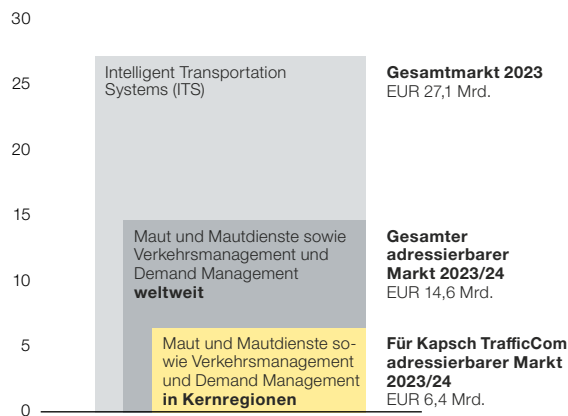 30
25
20
15
10
5
0
Intelligent Transportation
Systems (ITS)
Gesamtmarkt 2023
EUR 27,1 Mrd.
Maut und Mautdienste sowie
Verkehrsmanagement und
Demand Management
weltweit
Gesamter
adressierbarer
Markt 2023/24
EUR 14,6 Mrd.
Maut und Mautdienste so-
wie Verkehrsmanagement
und Demand Management
in Kernregionen
Für Kapsch TrafficCom
adressierbarer Markt
2023/24
EUR 6,4 Mrd.